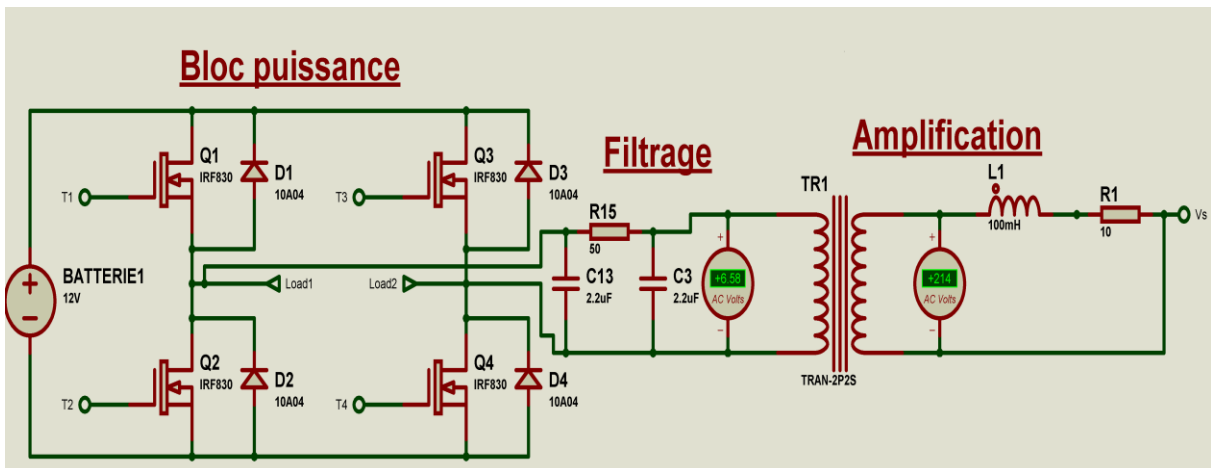 Bloc puissance
Filtrage
Amplification
BATTERIE1
12V
T1
Q1
IRF830
D1
10A04
T3
Q3
IRF830
D3
10A04
Load1
Load2
T2
Q2
IRF830
D2
10A04
T4
Q4
IRF830
D4
10A04
R15
50
C13
2.2uF
C3
2.2uF
+
+6.58
AC Volts
−
TR1
TRAN-2P2S
+
+214
AC Volts
−
L1
100mH
R1
10
Vs